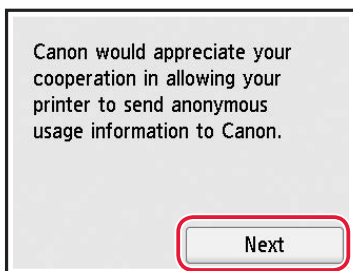 Canon would appreciate your
cooperation in allowing your
printer to send anonymous
usage information to Canon.
Next